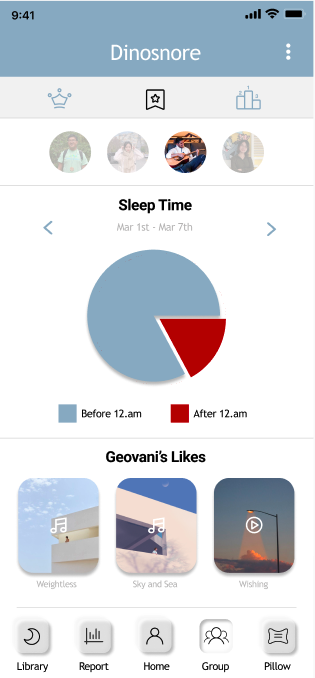 9:41
Dinosnore
Sleep Time
Mar 1st - Mar 7th
Before 12.am
After 12.am
Geovani's Likes
Weightless
Sky and Sea
Wishing
Library
Report
Home
Group
Pillow